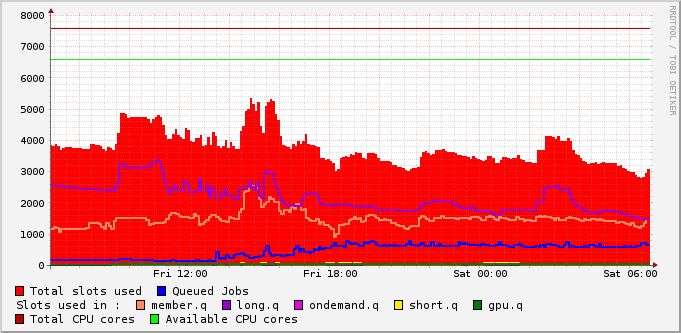 8000
7000
6000
5000
4000
3000
2000
1000
0
Fri 12:00 Fri 18:00 Sat 00:00 Sat 06:00
RRDTOOL / TOBI OETIKER
Total slots used Queued Jobs
Slots used in : member.q long.q ondemand.q short.q gpu.q
Total CPU cores Available CPU cores